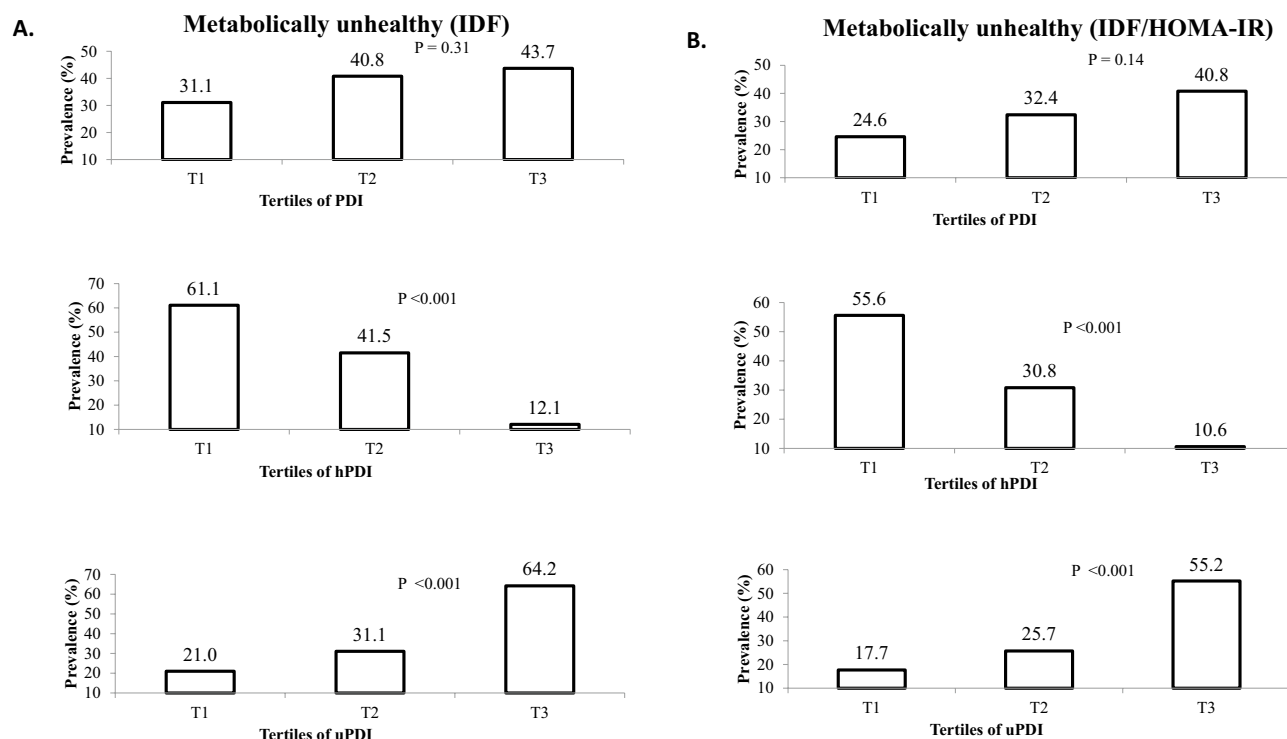 A.
Metabolically unhealthy (IDF)
P = 0.31
Prevalence (%)
50
40
30
20
10
31.1
40.8
43.7
T1
T2
T3
Tertiles of PDI
P <0.001
Prevalence (%)
70
60
50
40
30
20
10
61.1
41.5
12.1
T1
T2
T3
Tertiles of hPDI
P <0.001
Prevalence (%)
70
60
50
40
30
20
10
21.0
31.1
64.2
T1
T2
T3
Tertiles of uPDI
B.
Metabolically unhealthy (IDF/HOMA-IR)
P = 0.14
Prevalence (%)
50
40
30
20
10
24.6
32.4
40.8
T1
T2
T3
Tertiles of PDI
P <0.001
Prevalence (%)
60
50
40
30
20
10
55.6
30.8
10.6
T1
T2
T3
Tertiles of hPDI
P <0.001
Prevalence (%)
60
50
40
30
20
10
17.7
25.7
55.2
T1
T2
T3
Tertiles of uPDI